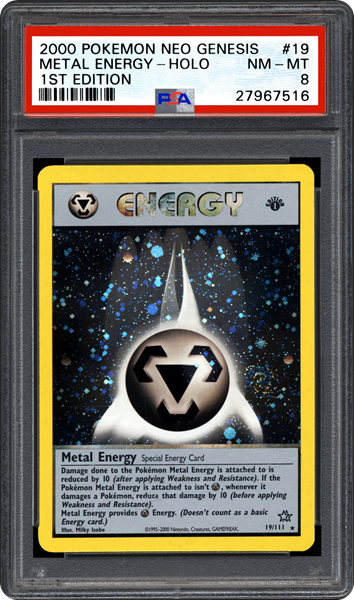 2000 POKEMON NEO GENESIS #19
METAL ENERGY - HOLO NM - MT
1ST EDITION 8
PSA 27967516
ENERGY
1
Metal Energy Special Energy Card
Damage done to the Pokémon Metal Energy is attached to is
reduced by 10 (after applying Weakness and Resistance). If the
Pokémon Metal Energy is attached to isn't , whenever it
damages a Pokémon, reduce that damage by 10 (before applying
Weakness and Resistance).
Metal Energy provides Energy. (Doesn't count as a basic
Energy card.)
Illus. Milky Isobe ©1995-2000 Nintendo, Creatures, GAMEFREAK. 19/111 ★